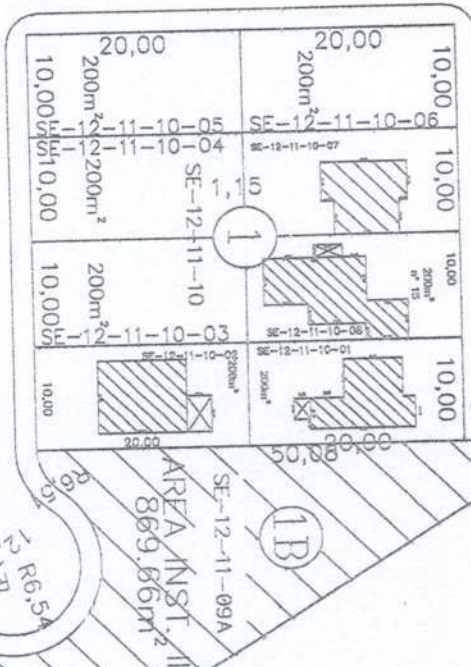 20,00
20,00
10,00
200m²
200m²
10,00
SE-12-11-10-05
SE-12-11-10-06
SE-12-11-10-04
SE-12-11-10-07
10,00
200m²
SE-12-11-10
1,15
10,00
1
10,00
200m²
10,00
200m²
n° 15
SE-12-11-10-03
SE-12-11-10-08
SE-12-11-10-02
SE-12-11-10-01
10,00
200m²
200m²
10,00
20,00
20,00
50,08
AREA INST. II
869.66m²
SE-12-11-09A
1B
R6,54